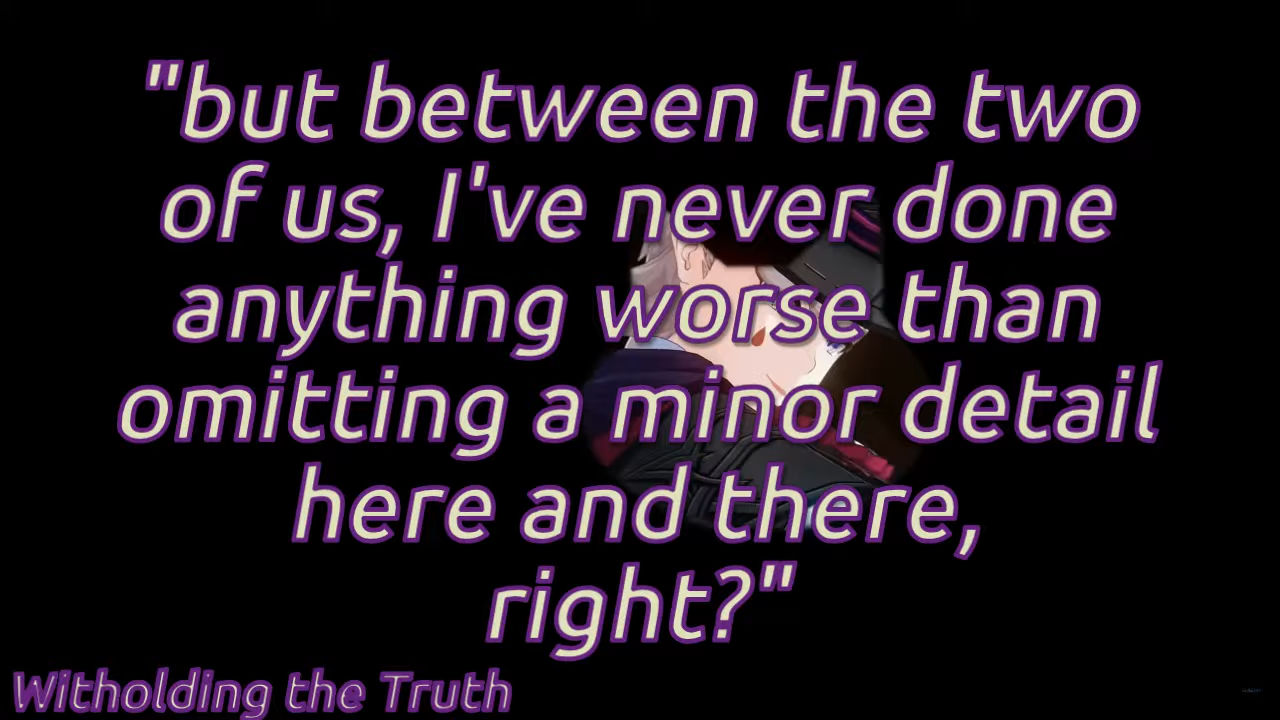 "but between the two
of us, I've never done
anything worse than
omitting a minor detail
here and there,
right?"
Witholding the Truth